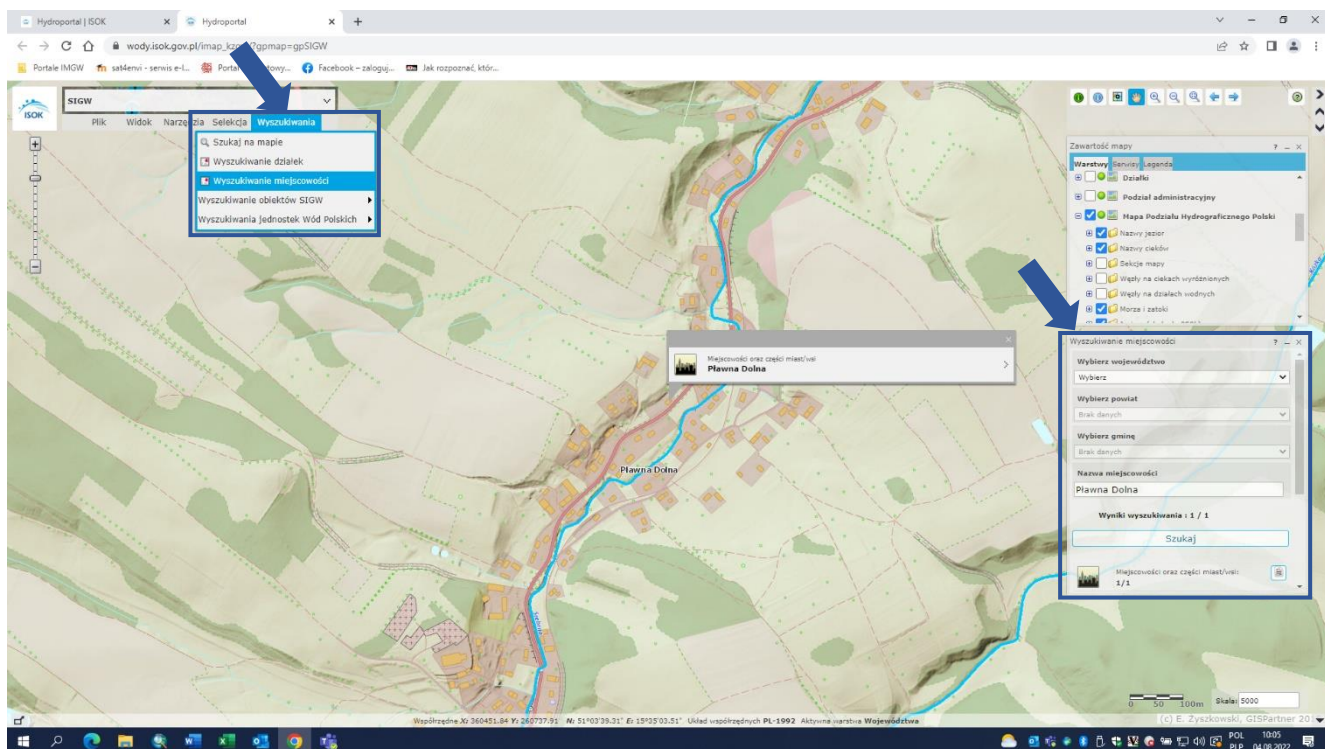 Hydroportal | ISOK
Hydroportal
Portale IMGW
sat4envi - serwis e-l...
Facebook – zaloguj...
Jak rozpoznać, któr...
ISOK
SIGW
Plik Widok Narzędzia Selekcja Wyszukiwania
Szukaj na mapie
Wyszukiwanie działek
Wyszukiwanie miejscowości
Wyszukiwanie obiektów SIGW
Wyszukiwania jednostek Wód Polskich
Zawartość mapy
Warstwy Serwisy Legenda
Działki
Podział administracyjny
Mapa Podziału Hydrograficznego Polski
Nazwy jezior
Nazwy cieków
Sekcje mapy
Węzły na ciekach wyróżnionych
Węzły na działach wodnych
Morza i zatoki
Miejscowości oraz części miast/wsi
Pławna Dolna
Pławna Dolna
Wyszukiwanie miejscowości
Wybierz województwo
Wybierz
Wybierz powiat
Brak danych
Wybierz gminę
Brak danych
Nazwa miejscowości
Pławna Dolna
Wyniki wyszukiwania : 1 / 1
Szukaj
Miejscowości oraz części miast/wsi:
1/1
0 50 100m
Skala: 5000
(c) E. Zyszkowski, GISPartner 20
Współrzędne X: 360451.84 Y: 260737.91 N: 51°03'39.31" E: 15°35'03.51" Układ współrzędnych PL-1992 Aktywna warstwa Województwa
POL
PLP
10:05
04.08.2022